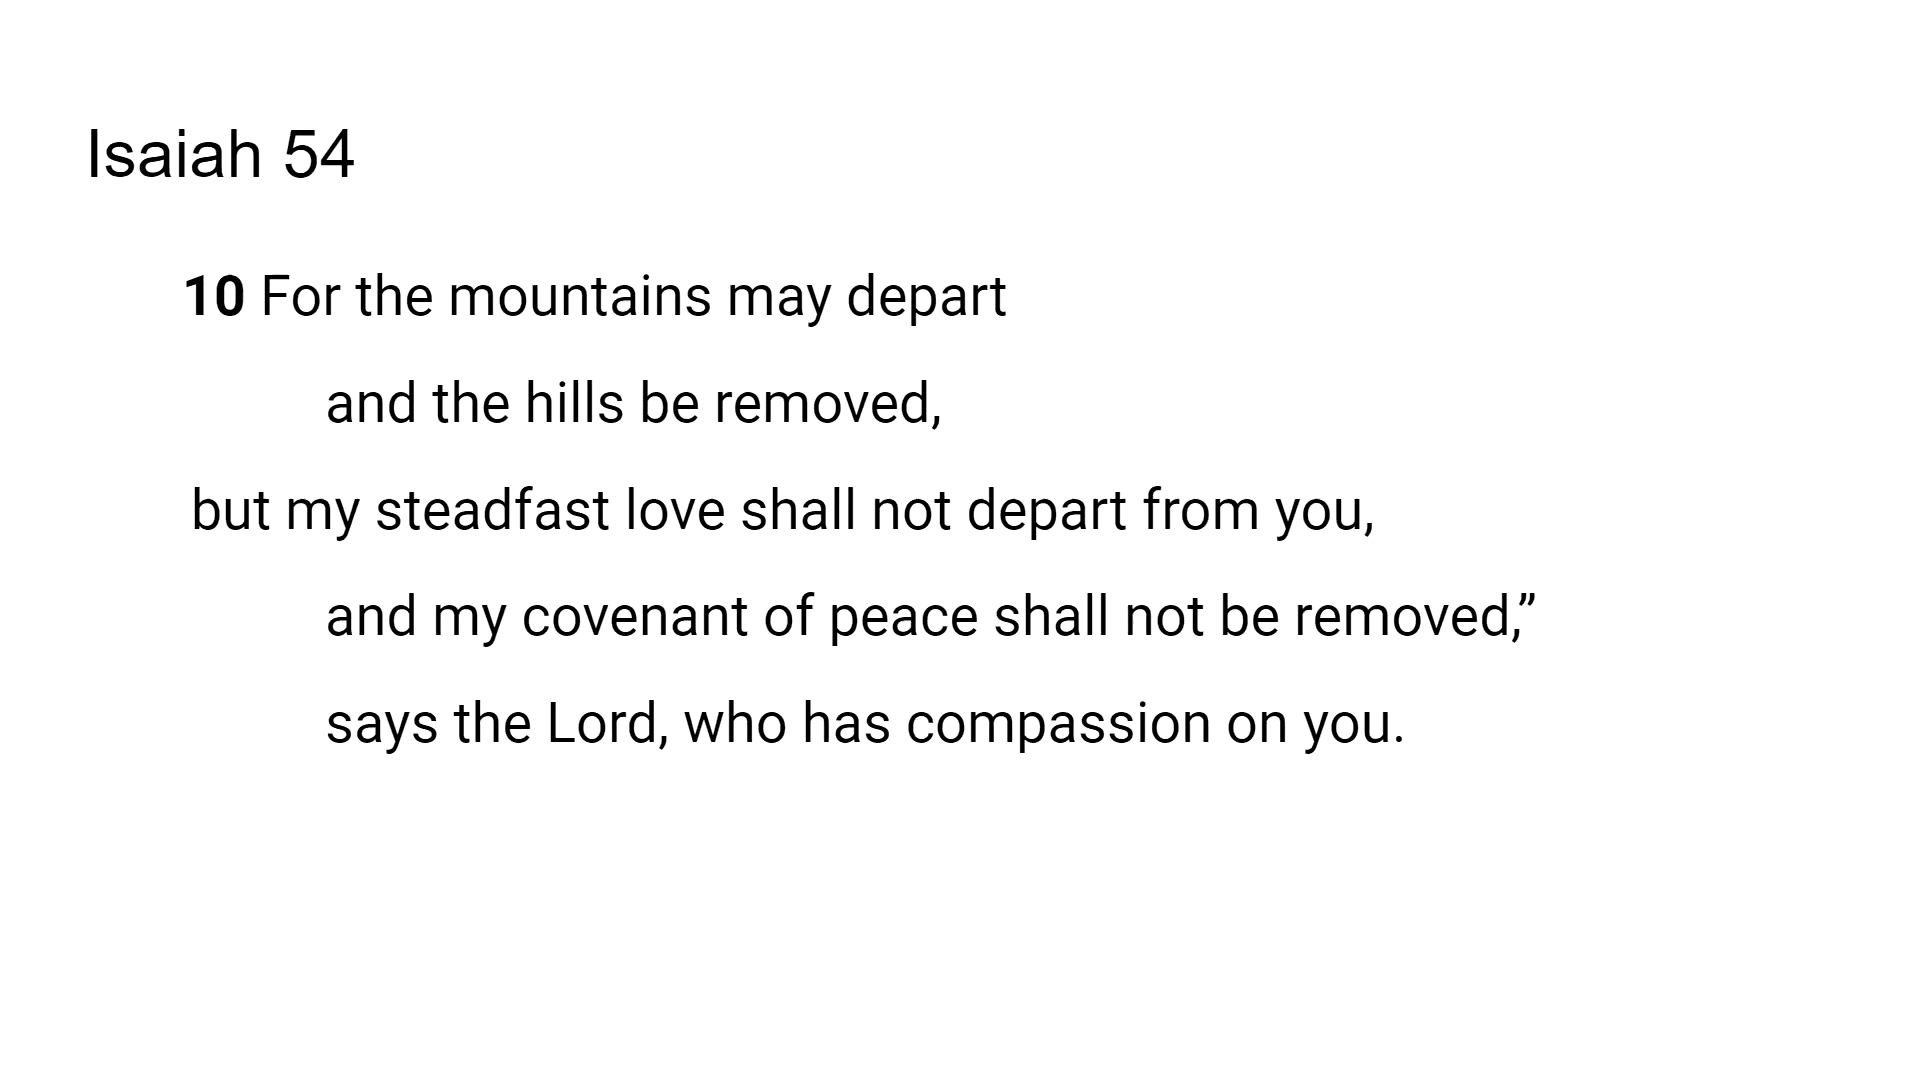 Isaiah 54
10 For the mountains may depart
and the hills be removed,
but my steadfast love shall not depart from you,
and my covenant of peace shall not be removed,”
says the Lord, who has compassion on you.